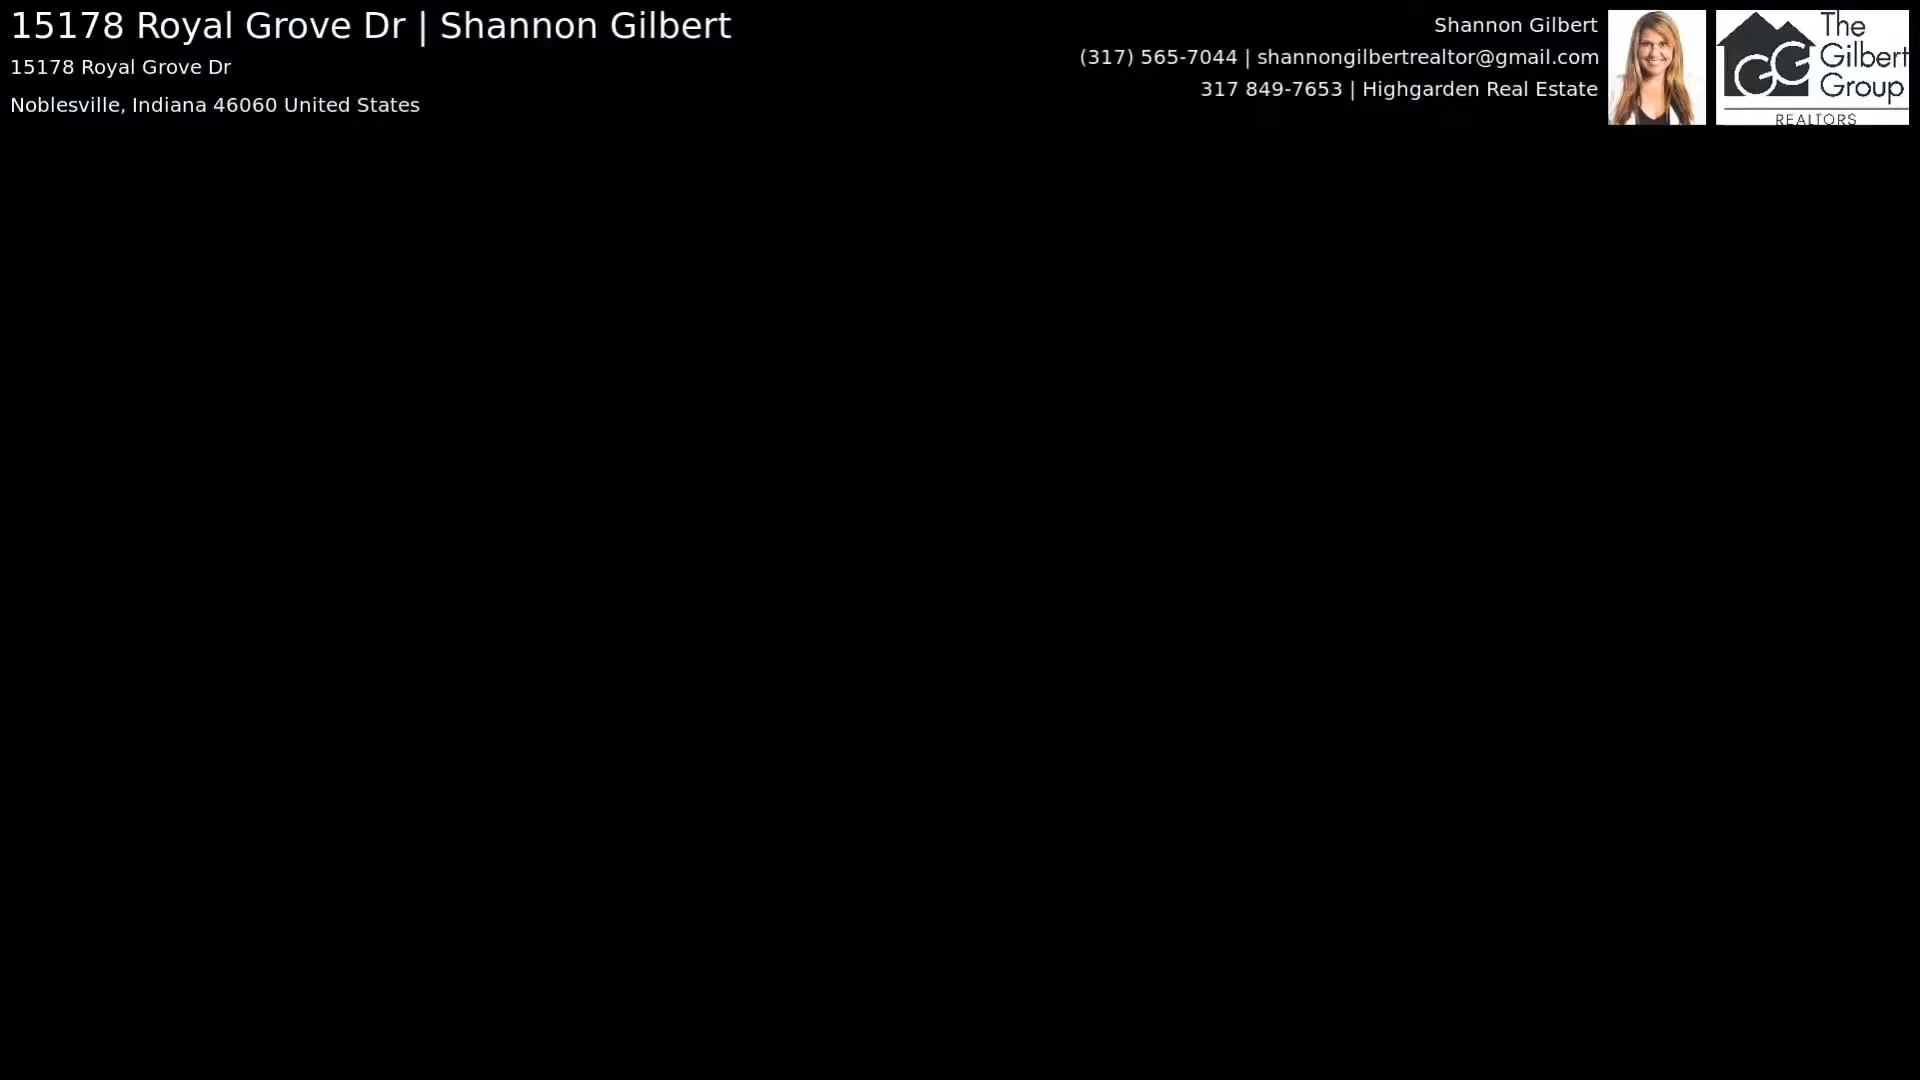 15178 Royal Grove Dr | Shannon Gilbert
15178 Royal Grove Dr
Noblesville, Indiana 46060 United States
Shannon Gilbert
(317) 565-7044 | shannongilbertrealtor@gmail.com
317 849-7653 | Highgarden Real Estate
GG
The
Gilbert
Group
REALTORS